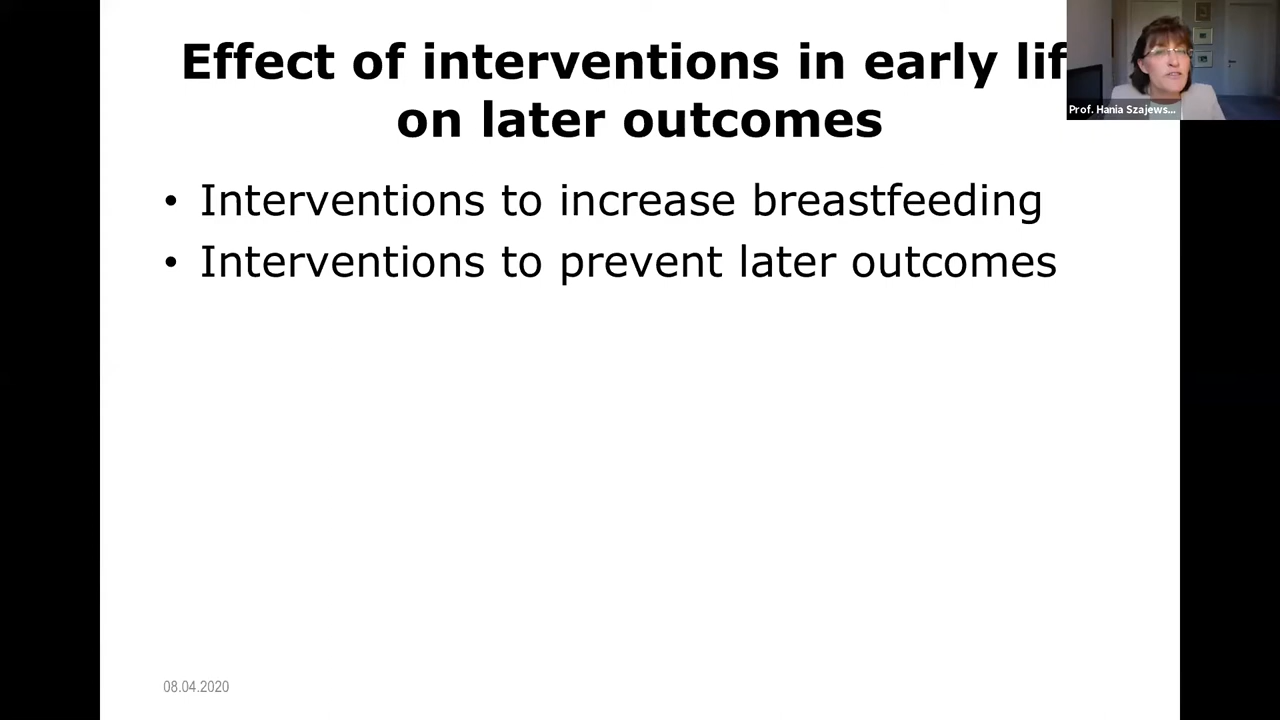 Effect of interventions in early lif
on later outcomes
Prof. Hania Szajews...
• Interventions to increase breastfeeding
• Interventions to prevent later outcomes
08.04.2020